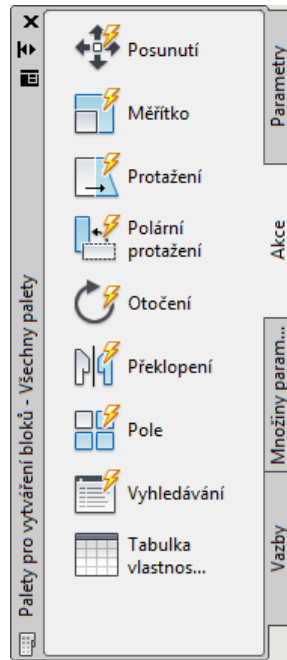 Posunutí
Měřítko
Protažení
Polární
protažení
Otočení
Překlopení
Pole
Vyhledávání
Tabulka
vlastnos...
Parametry
Akce
Množiny param...
Vazby
Palety pro vytváření bloků - Všechny palety